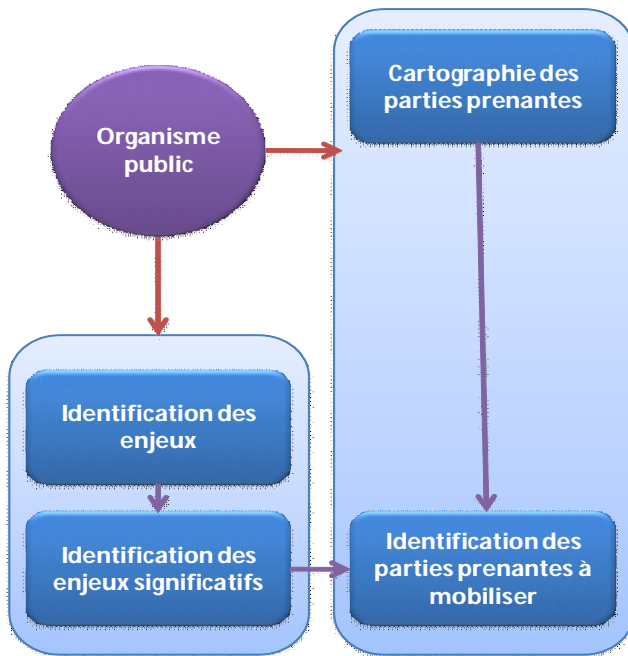 Cartographie des
parties prenantes
Organisme
public
Identification des
enjeux
Identification des
enjeux significatifs
Identification des
parties prenantes à
mobiliser